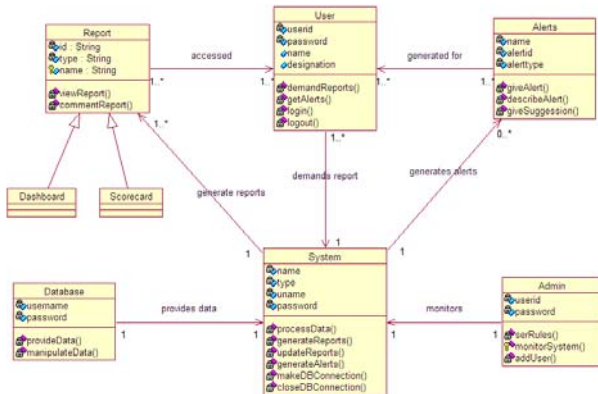 Report
id : String
type : String
name : String
viewReport()
commentReport()
accessed
1..*
1..*
User
userid
password
name
designation
demandReports()
getAlerts()
login()
logout()
generated for
1..*
1..*
Alerts
name
alertid
alerttype
giveAlert()
describeAlert()
giveSuggession()
1..*
1..*
0..*
Dashboard
Scorecard
generate reports
demands report
generates alerts
1
1
1
System
name
type
uname
password
processData()
generateReports()
updateReports()
generateAlerts()
makeDBConnection()
closeDBConnection()
Database
username
password
provideData()
manipulateData()
provides data
1
1
monitors
1
1
Admin
userid
password
serRules()
monitorSystem()
addUser()